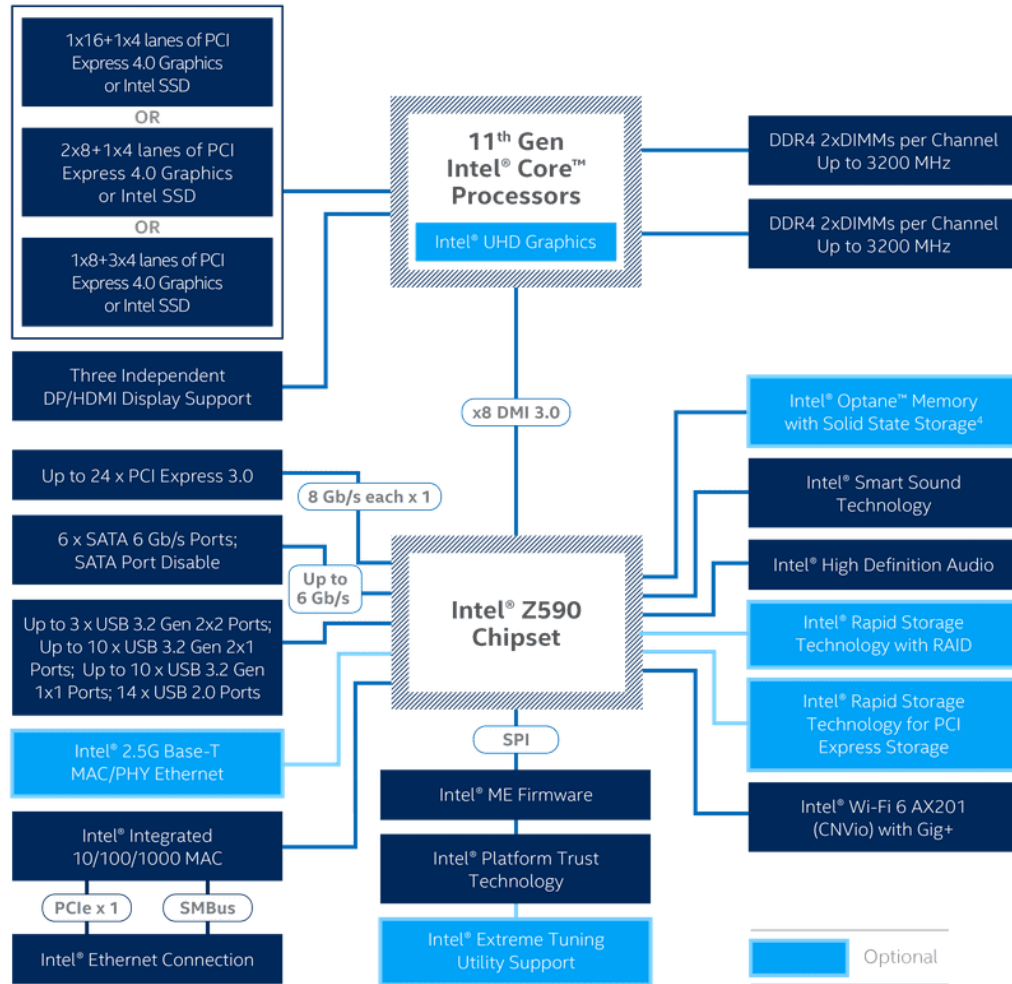 1x16+1x4 lanes of PCI
Express 4.0 Graphics
or Intel SSD
OR
2x8+1x4 lanes of PCI
Express 4.0 Graphics
or Intel SSD
OR
1x8+3x4 lanes of PCI
Express 4.0 Graphics
or Intel SSD
Three Independent
DP/HDMI Display Support
11th Gen
Intel® Core™
Processors
Intel® UHD Graphics
DDR4 2xDIMMs per Channel
Up to 3200 MHz
DDR4 2xDIMMs per Channel
Up to 3200 MHz
x8 DMI 3.0
Up to 24 x PCI Express 3.0
8 Gb/s each x 1
6 x SATA 6 Gb/s Ports;
SATA Port Disable
Up to
6 Gb/s
Up to 3 x USB 3.2 Gen 2x2 Ports;
Up to 10 x USB 3.2 Gen 2x1
Ports; Up to 10 x USB 3.2 Gen
1x1 Ports; 14 x USB 2.0 Ports
Intel® 2.5G Base-T
MAC/PHY Ethernet
Intel® Integrated
10/100/1000 MAC
PCIe x 1
SMBus
Intel® Ethernet Connection
Intel® Z590
Chipset
SPI
Intel® ME Firmware
Intel® Platform Trust
Technology
Intel® Extreme Tuning
Utility Support
Intel® Optane™ Memory
with Solid State Storage⁴
Intel® Smart Sound
Technology
Intel® High Definition Audio
Intel® Rapid Storage
Technology with RAID
Intel® Rapid Storage
Technology for PCI
Express Storage
Intel® Wi-Fi 6 AX201
(CNVio) with Gig+
Optional